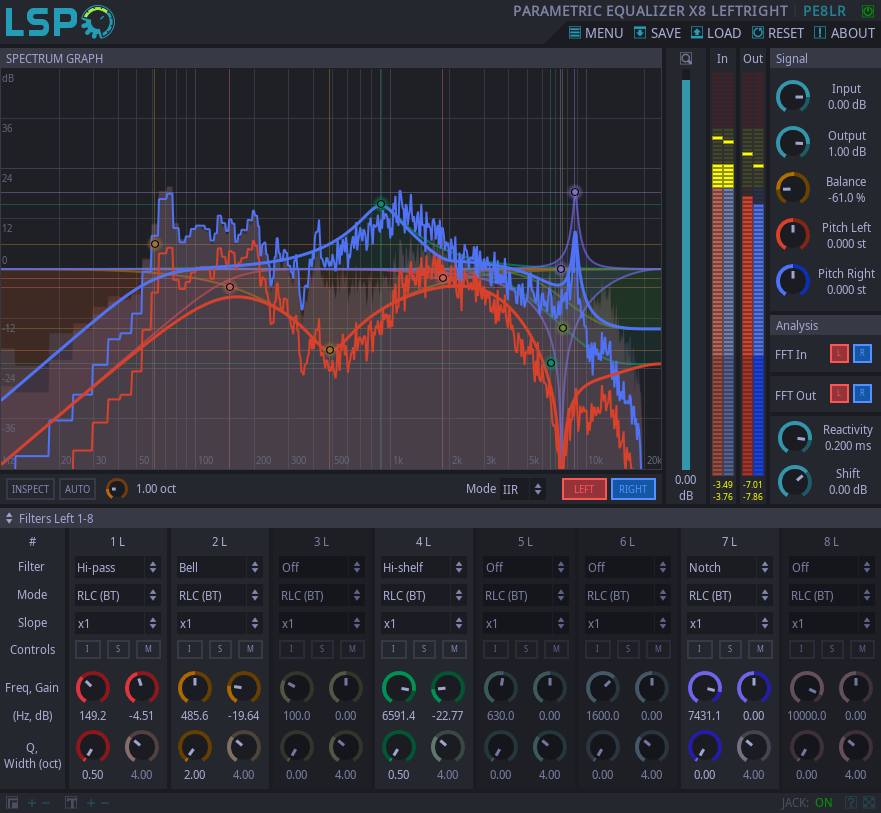 LSP
PARAMETRIC EQUALIZER X8 LEFTRIGHT PE8LR
MENU SAVE LOAD RESET ABOUT
SPECTRUM GRAPH
In Out
Signal
dB
36
24
12
0
-12
-24
-36
Hz 20 30 50 100 200 300 500 1k 2k 3k 5k 10k 20k
0.00
dB
-3.49 -7.01
-3.76 -7.86
Input
0.00 dB
Output
1.00 dB
Balance
-61.0 %
Pitch Left
0.000 st
Pitch Right
0.000 st
Analysis
FFT In L R
FFT Out L R
Reactivity
0.200 ms
Shift
0.00 dB
INSPECT AUTO 1.00 oct Mode IIR LEFT RIGHT
Filters Left 1-8
# 1 L 2 L 3 L 4 L 5 L 6 L 7 L 8 L
Filter Hi-pass Bell Off Hi-shelf Off Off Notch Off
Mode RLC (BT) RLC (BT) RLC (BT) RLC (BT) RLC (BT) RLC (BT) RLC (BT) RLC (BT)
Slope x1 x1 x1 x1 x1 x1 x1 x1
Controls I S M I S M I S M I S M I S M I S M I S M I S M
Freq, Gain
(Hz, dB) 149.2 -4.51 485.6 -19.64 100.0 0.00 6591.4 -22.77 630.0 0.00 1600.0 0.00 7431.1 0.00 10000.0 0.00
Q,
Width (oct)
0.50 4.00 2.00 4.00 0.00 4.00 0.50 4.00 0.00 4.00 0.00 4.00 0.00 4.00 0.00 4.00
+ - T + - JACK: ON ?